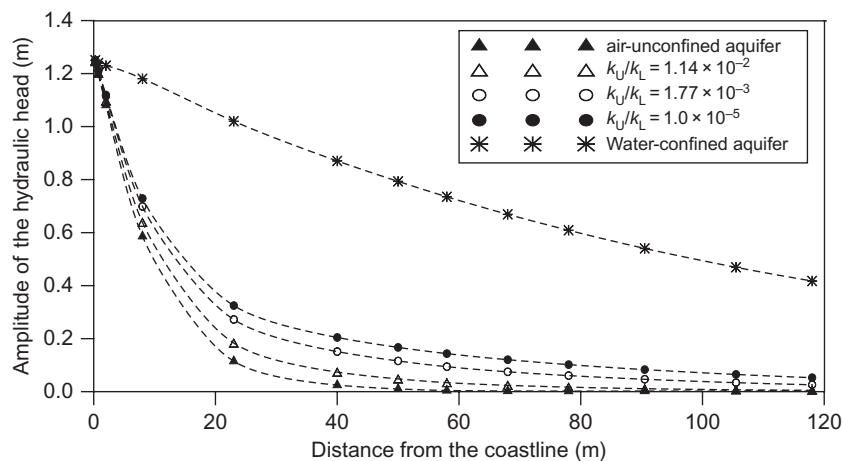 1.4
1.2
1.0
0.8
0.6
0.4
0.2
0.0
Amplitude of the hydraulic head (m)
air-unconfined aquifer
kU/kL = 1.14 × 10–2
kU/kL = 1.77 × 10–3
kU/kL = 1.0 × 10–5
Water-confined aquifer
0 20 40 60 80 100 120
Distance from the coastline (m)